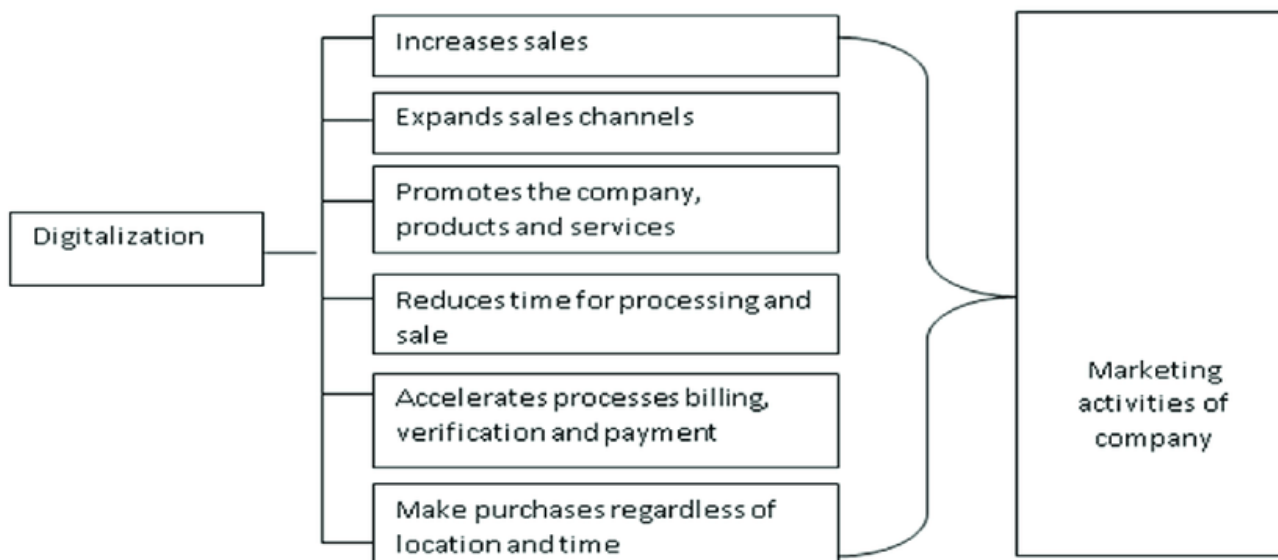 Increases sales
Expands sales channels
Promotes the company,
products and services
Digitalization
Reduces time for processing and
sale
Accelerates processes billing,
verification and payment
Make purchases regardless of
location and time
Marketing
activities of
company